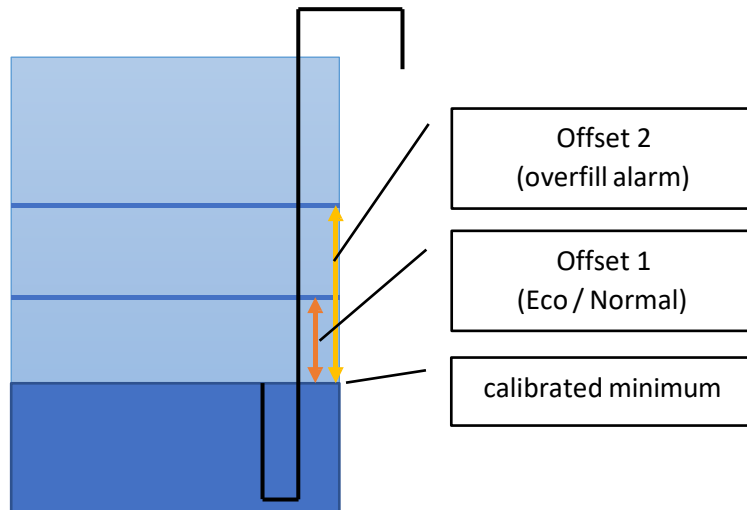 Offset 2
(overfill alarm)
Offset 1
(Eco / Normal)
calibrated minimum